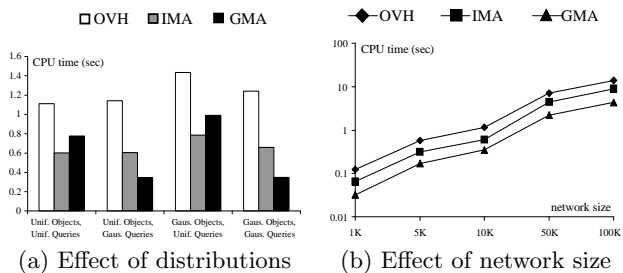 OVH IMA GMA
CPU time (sec)
1.6
1.4
1.2
1
0.8
0.6
0.4
0.2
0
Unif. Objects, Unif. Queries
Unif. Objects, Gaus. Queries
Gaus. Objects, Unif. Queries
Gaus. Objects, Gaus. Queries
(a) Effect of distributions
OVH IMA GMA
CPU time (sec)
100
10
1
0.1
0.01
network size
1K 5K 10K 50K 100K
(b) Effect of network size